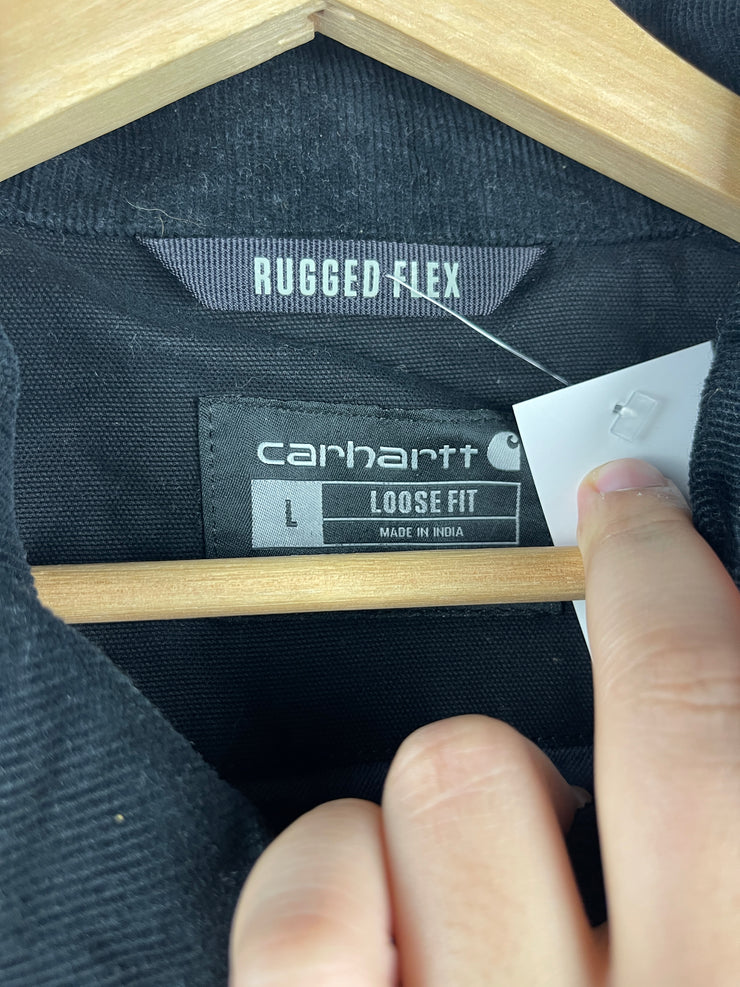 RUGGED FLEX
carhartt
L
LOOSE FIT
MADE IN INDIA